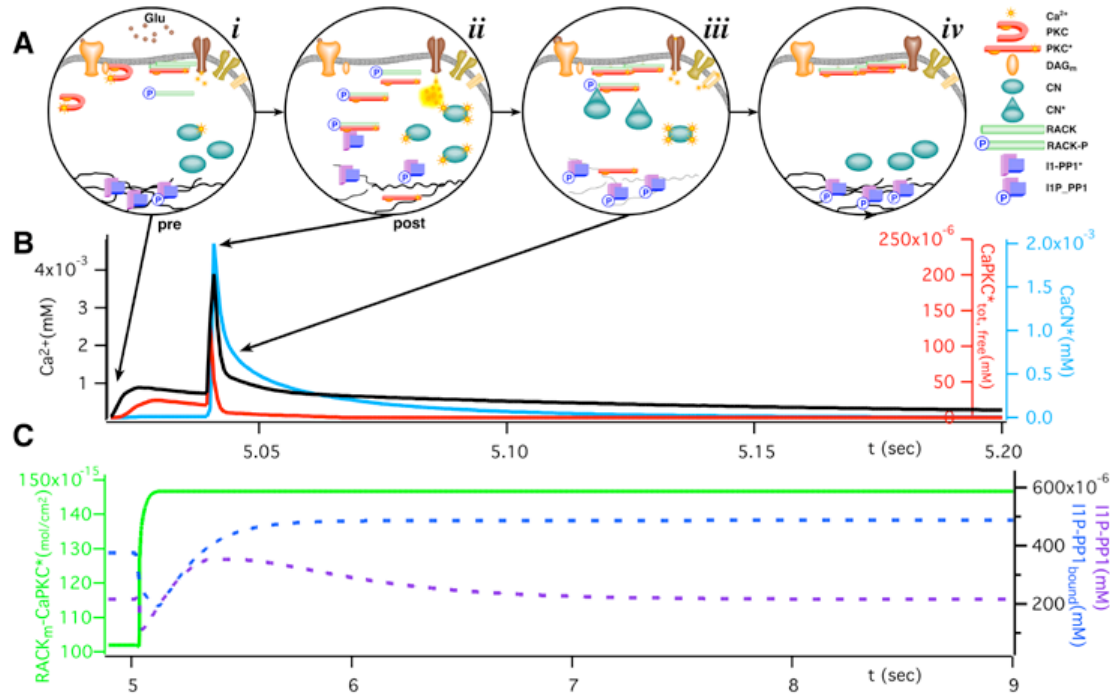 A
Glu
i
ii
iii
iv
P
P
P
P
P
P
P
P
P
P
P
P
P
P
pre
post
Ca²⁺
PKC
PKC*
DAGₘ
CN
CN*
RACK
P RACK-P
I1-PP1*
P I1P_PP1
B
Ca²⁺(mM)
4x10⁻³
3
2
1
250x10⁻⁶
200
150
100
50
0
CaPKC*tot, free(mM)
2.0x10⁻³
1.5
1.0
0.5
0.0
CaCN*(mM)
5.05
5.10
5.15
t (sec)
5.20
C
RACKₘ-CaPKC*(mol/cm²)
150x10⁻¹⁵
140
130
120
110
100
600x10⁻⁶
400
200
I1P-PP1bound(mM)
I1P-PP1(mM)
5
6
7
8
t (sec)
9